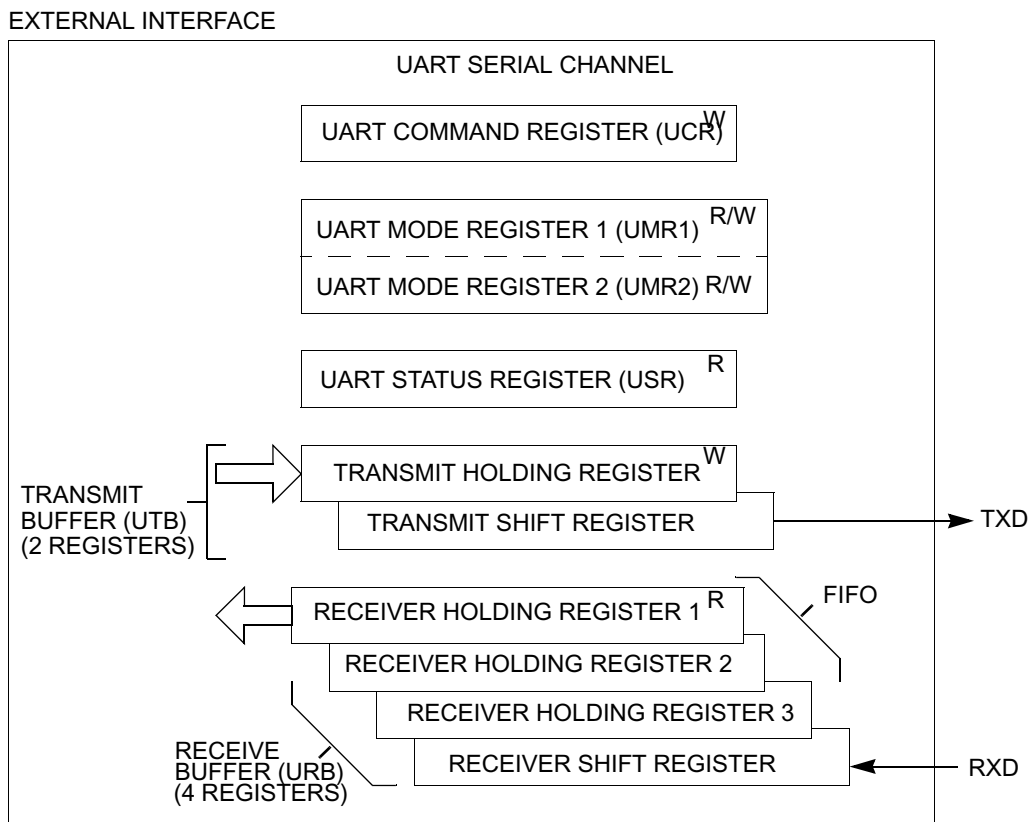 EXTERNAL INTERFACE
UART SERIAL CHANNEL
UART COMMAND REGISTER (UCR) W
UART MODE REGISTER 1 (UMR1) R/W
UART MODE REGISTER 2 (UMR2) R/W
UART STATUS REGISTER (USR) R
TRANSMIT HOLDING REGISTER W
TRANSMIT
BUFFER (UTB)
(2 REGISTERS)
TRANSMIT SHIFT REGISTER
TXD
FIFO
RECEIVER HOLDING REGISTER 1 R
RECEIVER HOLDING REGISTER 2
RECEIVER HOLDING REGISTER 3
RECEIVE
BUFFER (URB)
(4 REGISTERS)
RECEIVER SHIFT REGISTER
RXD